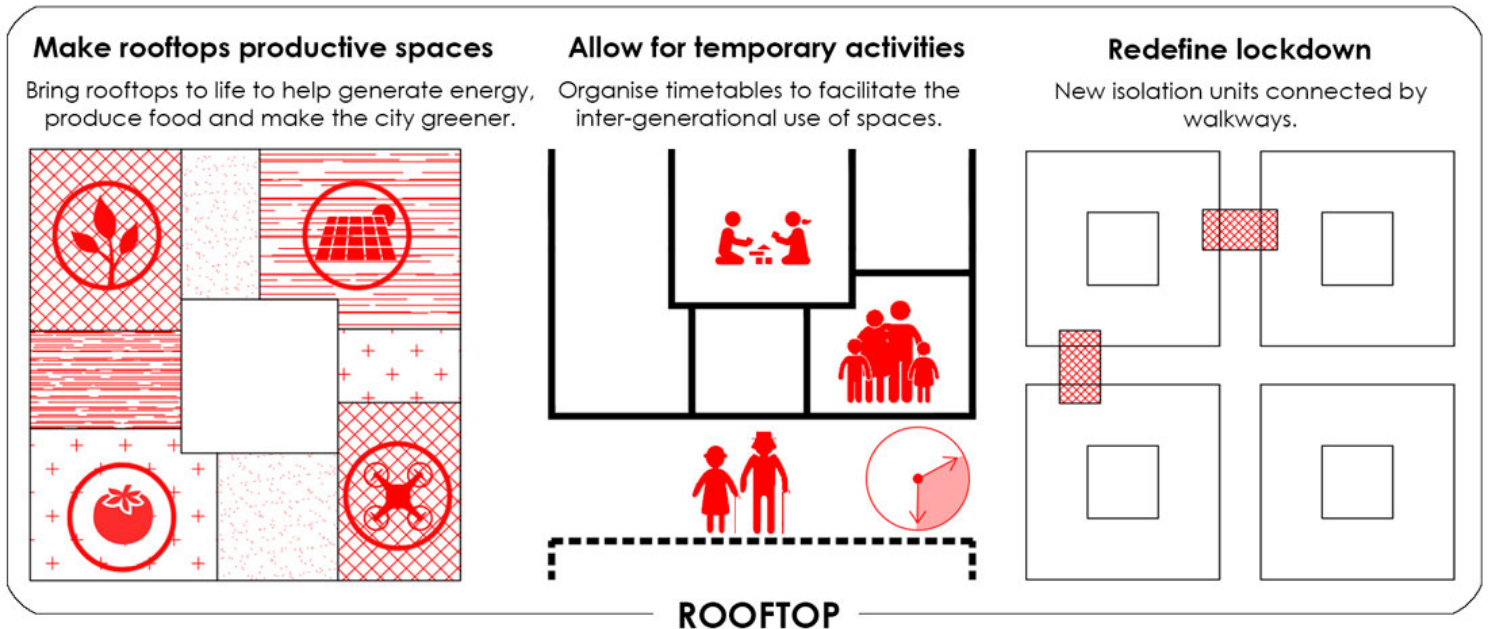 Make rooftops productive spaces
Bring rooftops to life to help generate energy,
produce food and make the city greener.
Allow for temporary activities
Organise timetables to facilitate the
inter-generational use of spaces.
Redefine lockdown
New isolation units connected by
walkways.
ROOFTOP